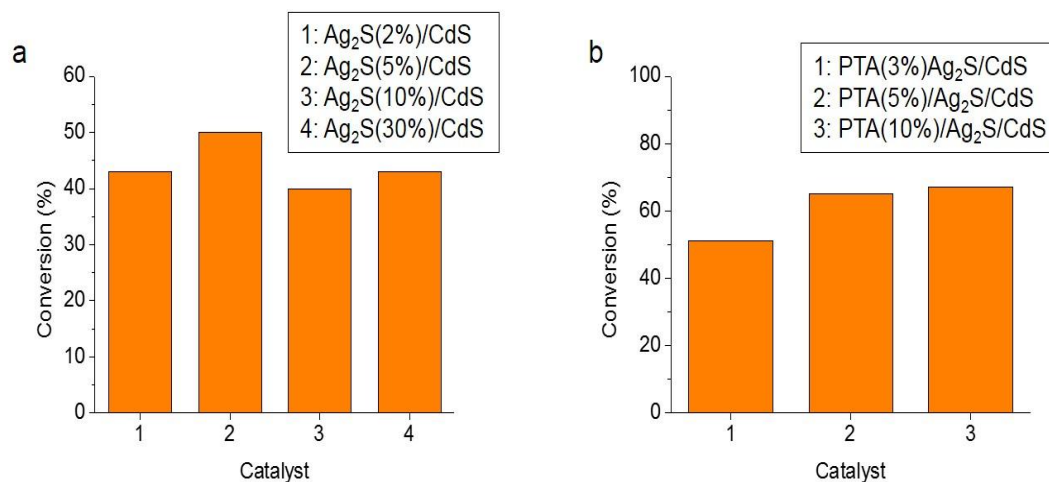 a
1: Ag₂S(2%)/CdS
2: Ag₂S(5%)/CdS
3: Ag₂S(10%)/CdS
4: Ag₂S(30%)/CdS
60
50
40
30
20
10
0
Conversion (%)
1 2 3 4
Catalyst
b
1: PTA(3%)Ag₂S/CdS
2: PTA(5%)/Ag₂S/CdS
3: PTA(10%)/Ag₂S/CdS
100
80
60
40
20
0
Conversion (%)
1 2 3
Catalyst